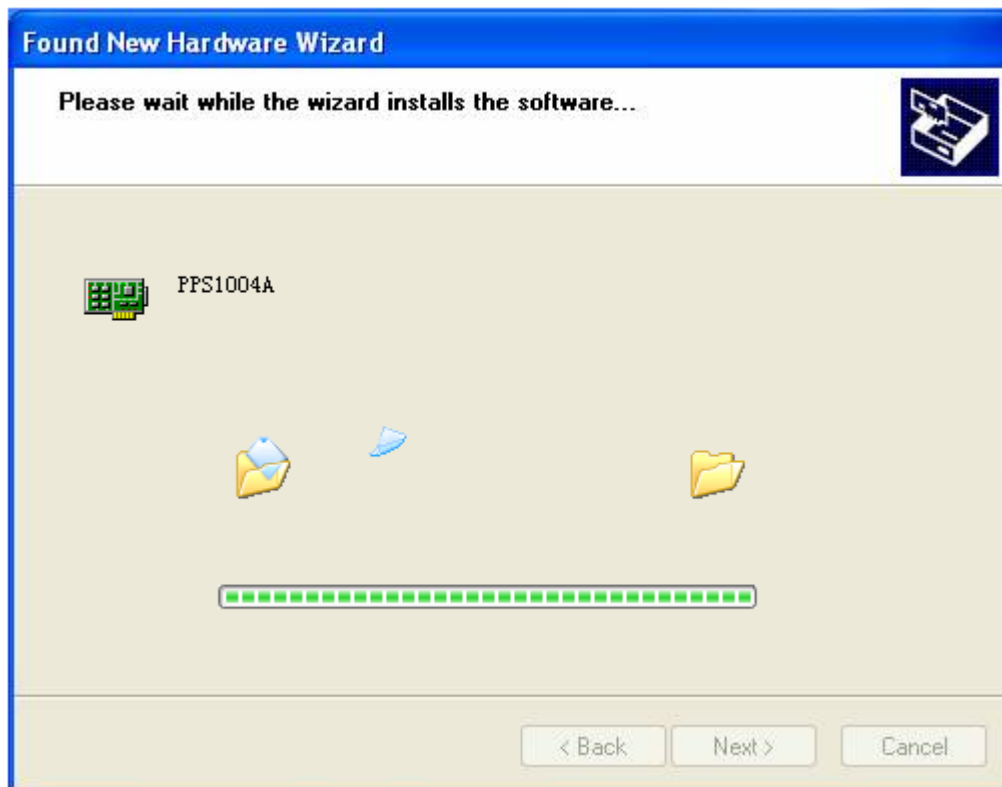 Found New Hardware Wizard
Please wait while the wizard installs the software...
PPS1004A
< Back
Next >
Cancel